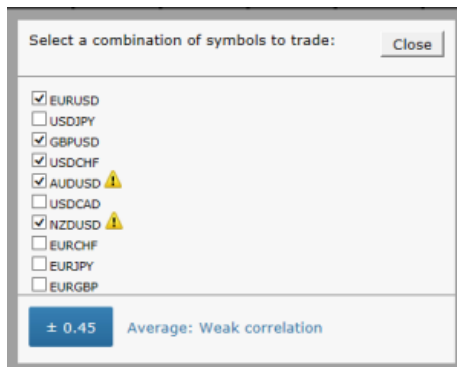 Select a combination of symbols to trade:
Close
EURUSD
USDJPY
GBPUSD
USDCHF
AUDUSD
USDCAD
NZDUSD
EURCHF
EURJPY
EURGBP
± 0.45
Average: Weak correlation